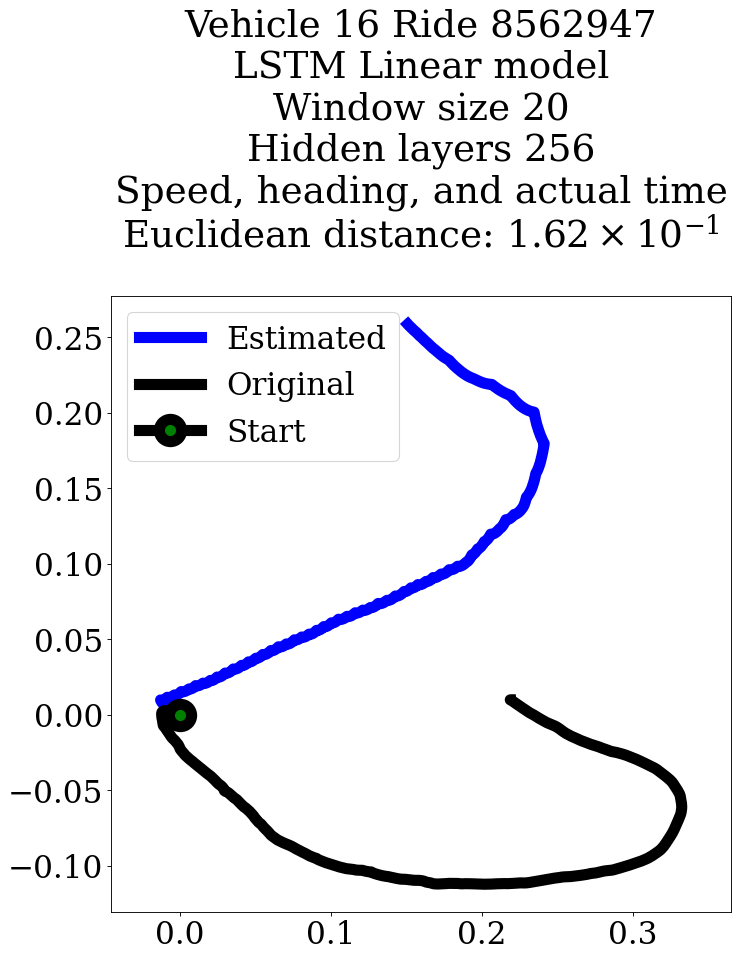 Vehicle 16 Ride 8562947
LSTM Linear model
Window size 20
Hidden layers 256
Speed, heading, and actual time
Euclidean distance: 1.62 × 10⁻¹
Estimated
Original
Start
0.25
0.20
0.15
0.10
0.05
0.00
−0.05
−0.10
0.0 0.1 0.2 0.3